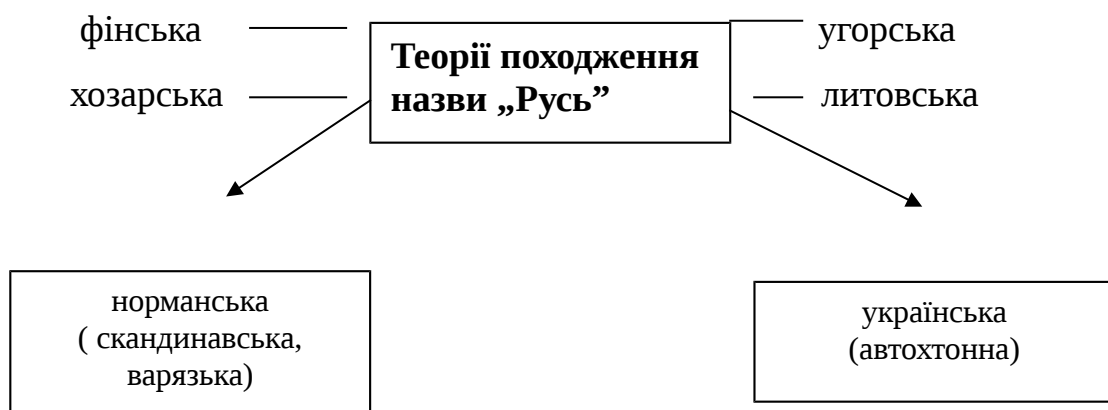 фінська
Теорії походження
назви „Русь”
угорська
хозарська
литовська
норманська
( скандинавська,
варязька)
українська
(автохтонна)